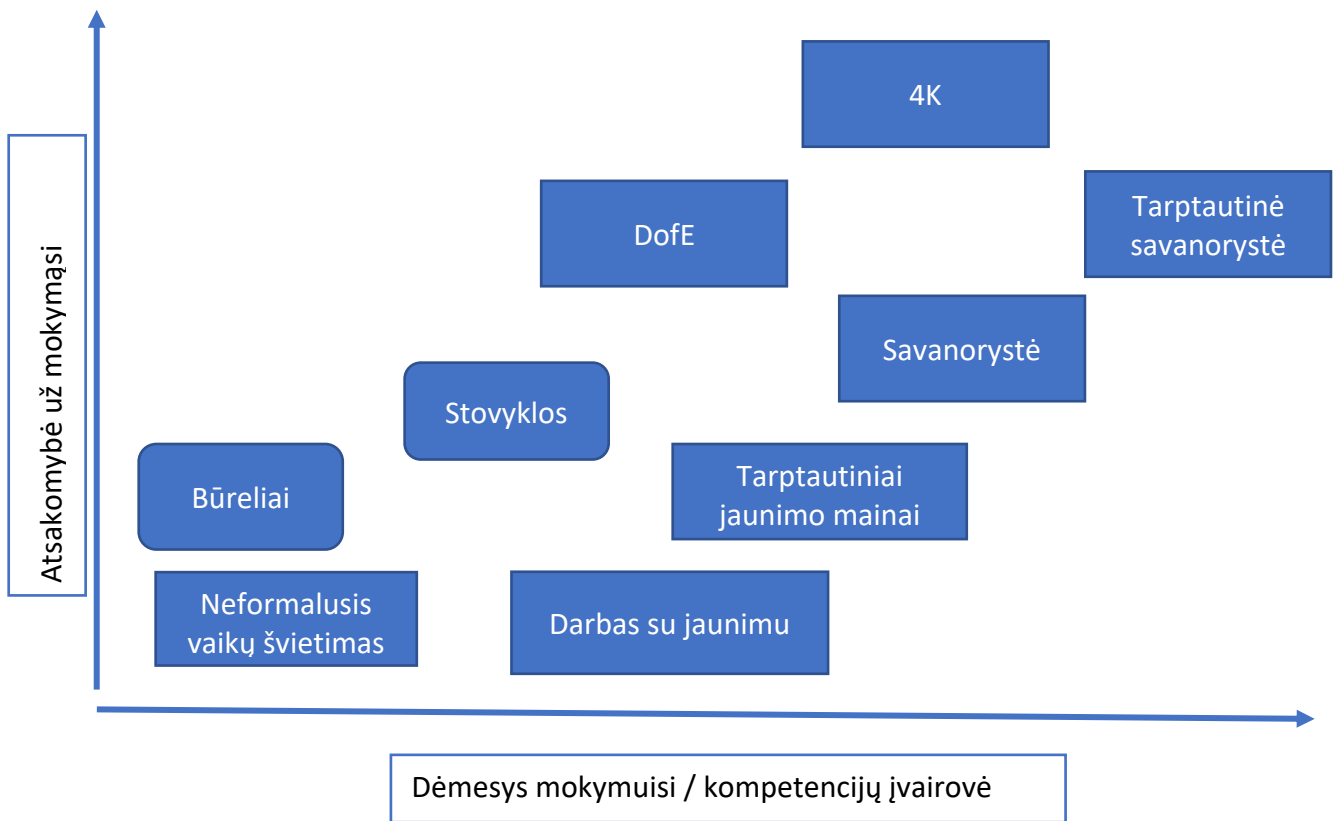 4K
Tarptautinė
savanorystė
DofE
Savanorystė
Stovyklos
Būreliai
Tarptautiniai
jaunimo mainai
Neformalusis
vaikų švietimas
Darbas su jaunimu
Atsakomybė už mokymąsi
Dėmesys mokymuisi / kompetencijų įvairovė